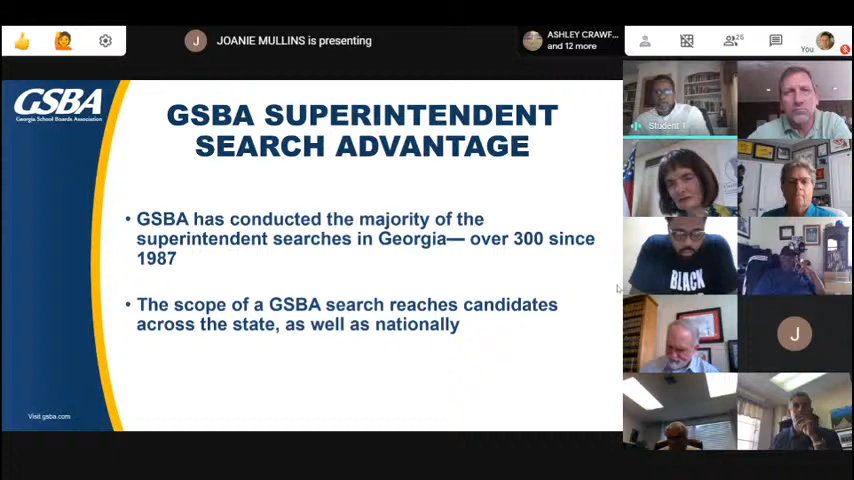 JOANIE MULLINS is presenting
ASHLEY CRAWF...
and 12 more
25
You
J
GSBA
Georgia School Boards Association
GSBA SUPERINTENDENT
SEARCH ADVANTAGE
• GSBA has conducted the majority of the
superintendent searches in Georgia— over 300 since
1987
• The scope of a GSBA search reaches candidates
across the state, as well as nationally
Visit gsba.com
Student T
BLACK
J